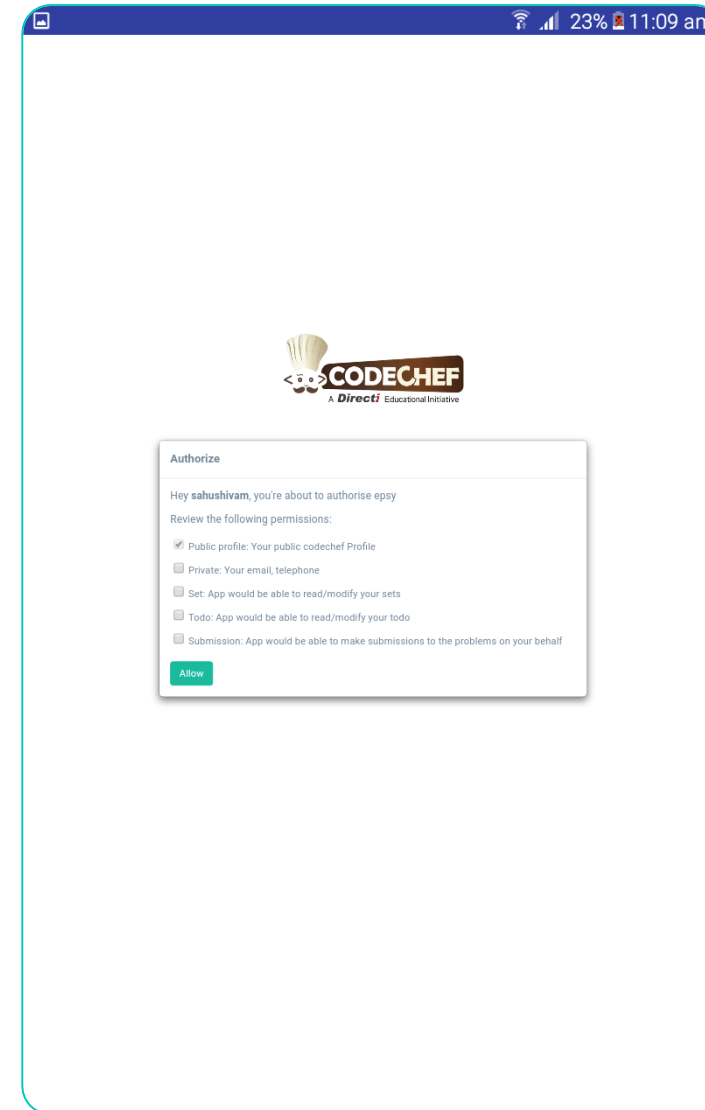 23% 11:09 am
CODECHEF
A Directi Educational Initiative
Authorize
Hey sahushivam, you're about to authorise epsy
Review the following permissions:
Public profile: Your public codechef Profile
Private: Your email, telephone
Set: App would be able to read/modify your sets
Todo: App would be able to read/modify your todo
Submission: App would be able to make submissions to the problems on your behalf
Allow